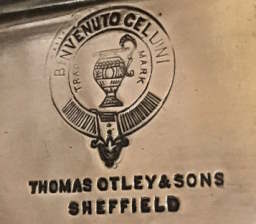 BENVENUTO CELLINI
TRADE MARK
THOMAS OTLEY & SONS
SHEFFIELD